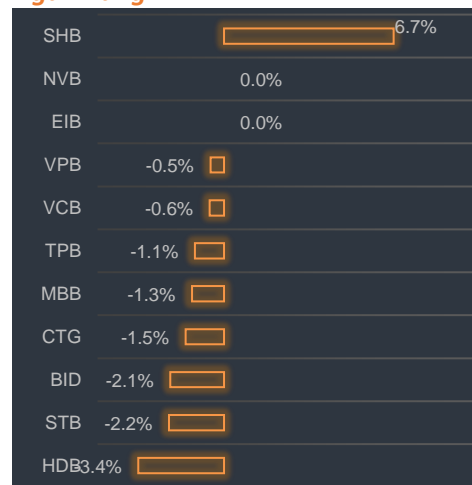 SHB 6.7%
NVB 0.0%
EIB 0.0%
VPB -0.5%
VCB -0.6%
TPB -1.1%
MBB -1.3%
CTG -1.5%
BID -2.1%
STB -2.2%
HDB -3.4%